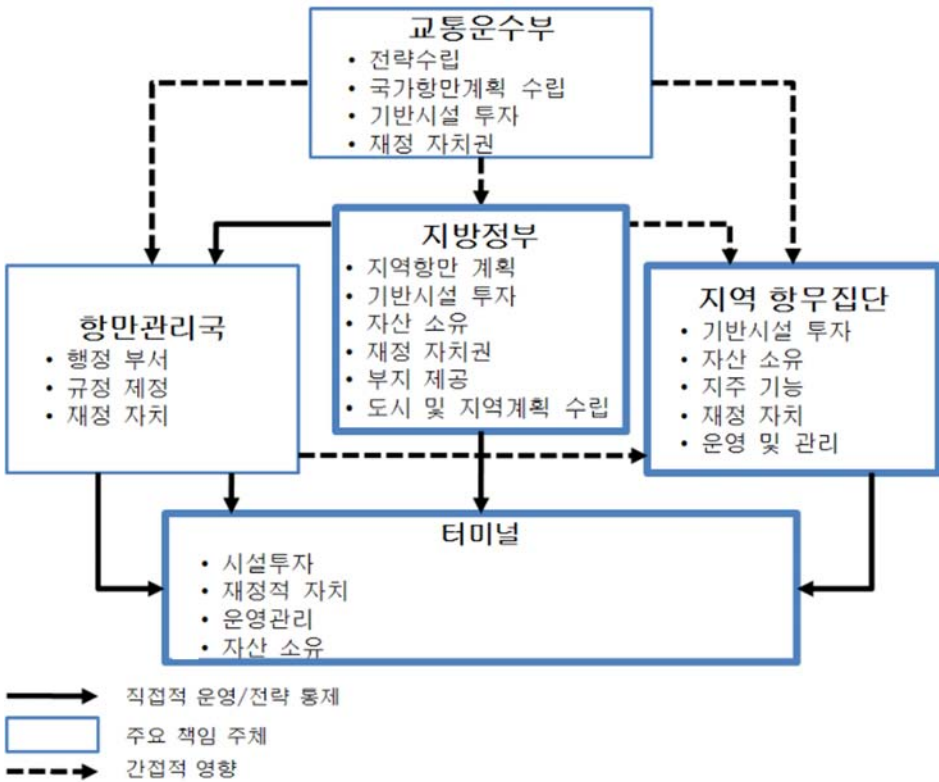 교통운수부
• 전략수립
• 국가항만계획 수립
• 기반시설 투자
• 재정 자치권
지방정부
• 지역항만 계획
• 기반시설 투자
• 자산 소유
• 재정 자치권
• 부지 제공
• 도시 및 지역계획 수립
항만관리국
• 행정 부서
• 규정 제정
• 재정 자치
지역 항무집단
• 기반시설 투자
• 자산 소유
• 지주 기능
• 재정 자치
• 운영 및 관리
터미널
• 시설투자
• 재정적 자치
• 운영관리
• 자산 소유
직접적 운영/전략 통제
주요 책임 주체
간접적 영향